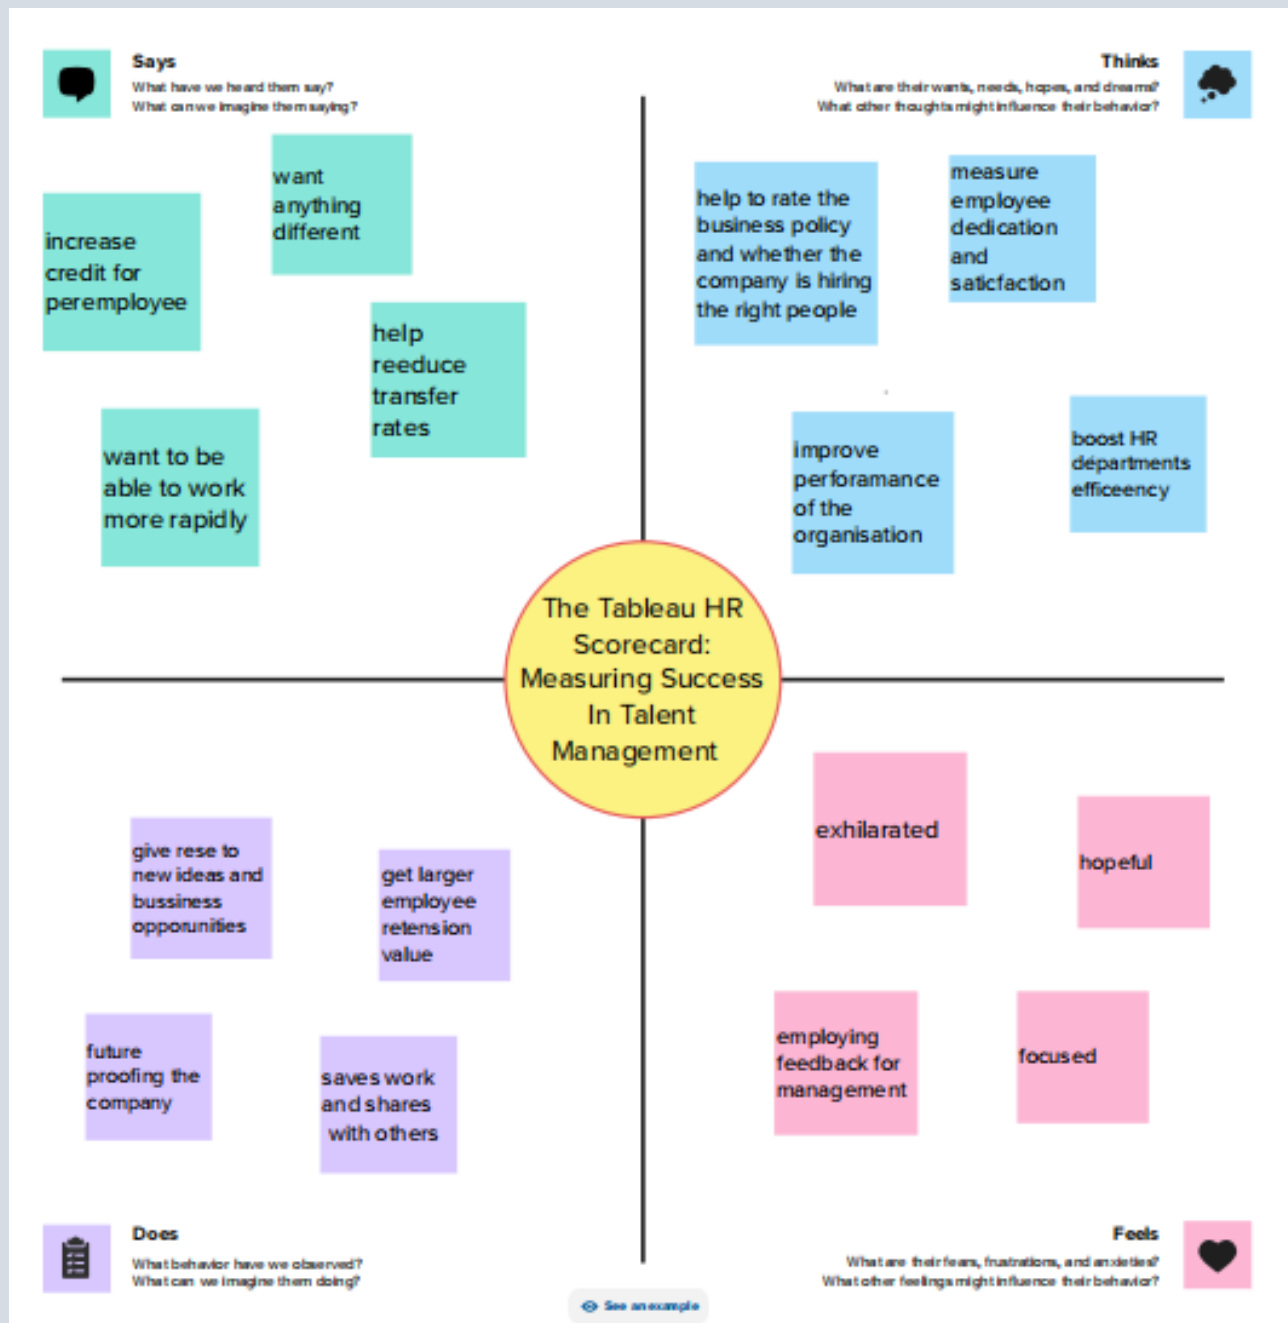 Says
What have we heard them say?
What can we imagine them saying?
want
anything
different
increase
credit for
peremployee
help
reeduce
transfer
rates
want to be
able to work
more rapidly
Thinks
What are their wants, needs, hopes, and dreams?
What other thoughts might influence their behavior?
help to rate the
business policy
and whether the
company is hiring
the right people
measure
employee
dedication
and
saticfaction
improve
perforamance
of the
organisation
boost HR
departments
efficeency
The Tableau HR
Scorecard:
Measuring Success
In Talent
Management
give rese to
new ideas and
bussiness
opporunities
get larger
employee
retension
value
future
proofing the
company
saves work
and shares
with others
Does
What behavior have we observed?
What can we imagine them doing?
exhilarated
hopeful
employing
feedback for
management
focused
Feels
What are their fears, frustrations, and anxieties?
What other feelings might influence their behavior?
See an example